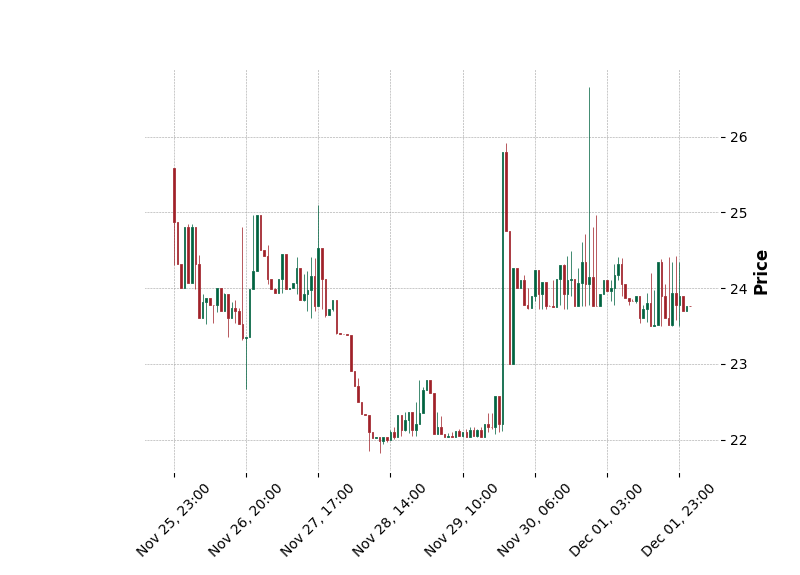 26
25
24
23
22
Price
Nov 25, 23:00
Nov 26, 20:00
Nov 27, 17:00
Nov 28, 14:00
Nov 29, 10:00
Nov 30, 06:00
Dec 01, 03:00
Dec 01, 23:00